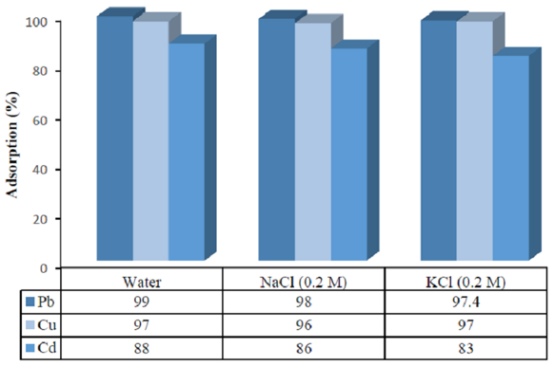 100
80
60
40
20
0
Adsorption (%)
Water NaCl (0.2 M) KCl (0.2 M)
Pb 99 98 97.4
Cu 97 96 97
Cd 88 86 83